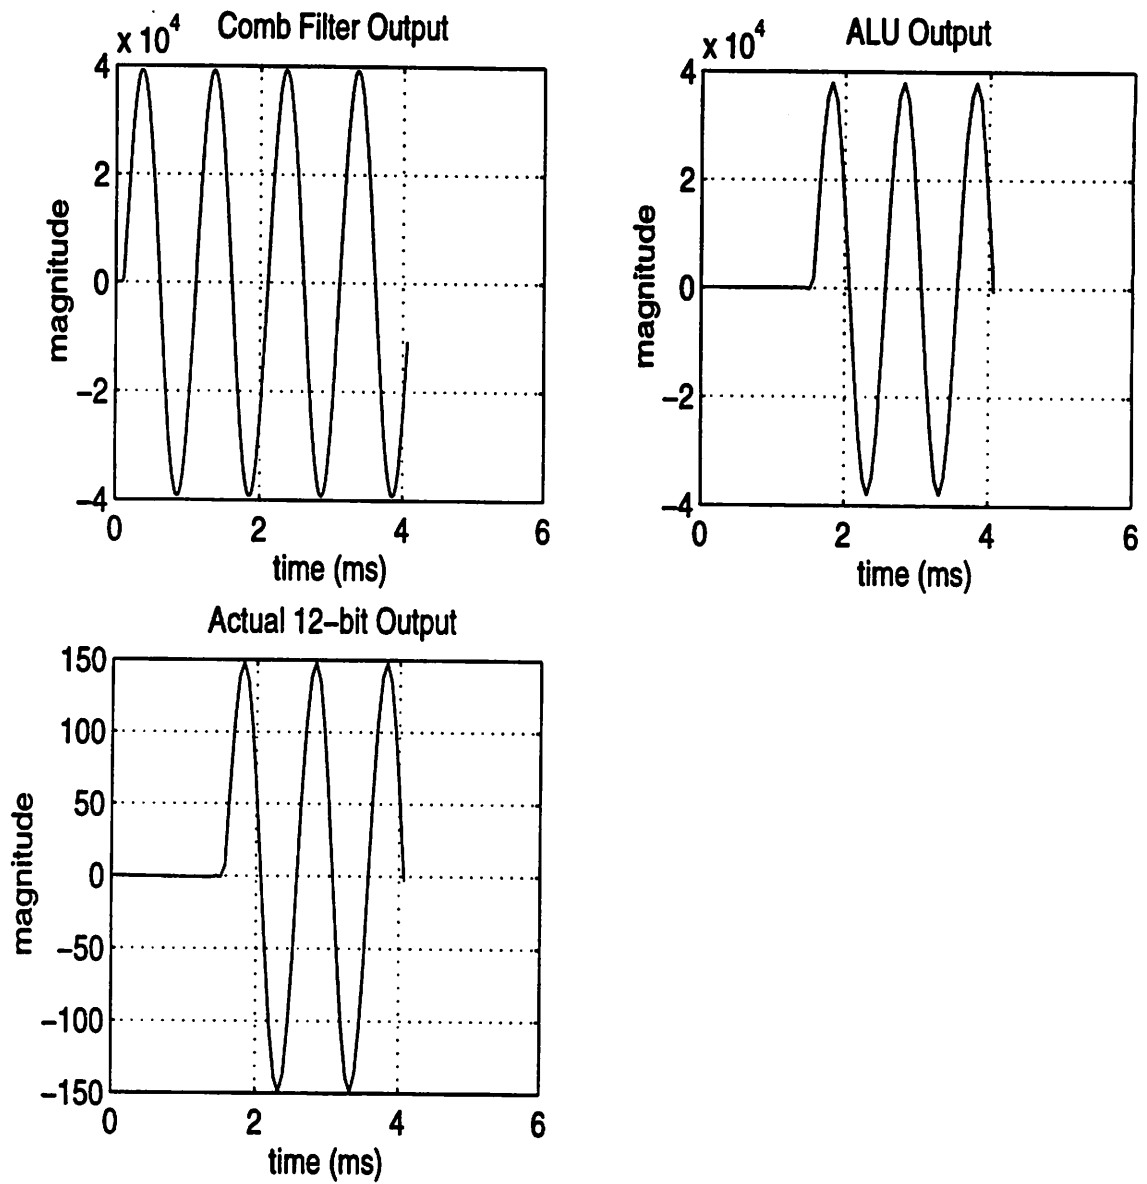 Comb Filter Output
x 10^4
4
2
0
−2
−4
0 2 4 6
magnitude
time (ms)
ALU Output
x 10^4
4
2
0
−2
−4
0 2 4 6
magnitude
time (ms)
Actual 12−bit Output
150
100
50
0
−50
−100
−150
0 2 4 6
magnitude
time (ms)